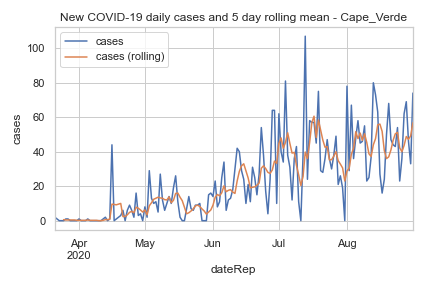 New COVID-19 daily cases and 5 day rolling mean - Cape_Verde
cases
cases (rolling)
100
80
60
40
20
0
cases
Apr
2020
May
Jun
Jul
Aug
dateRep